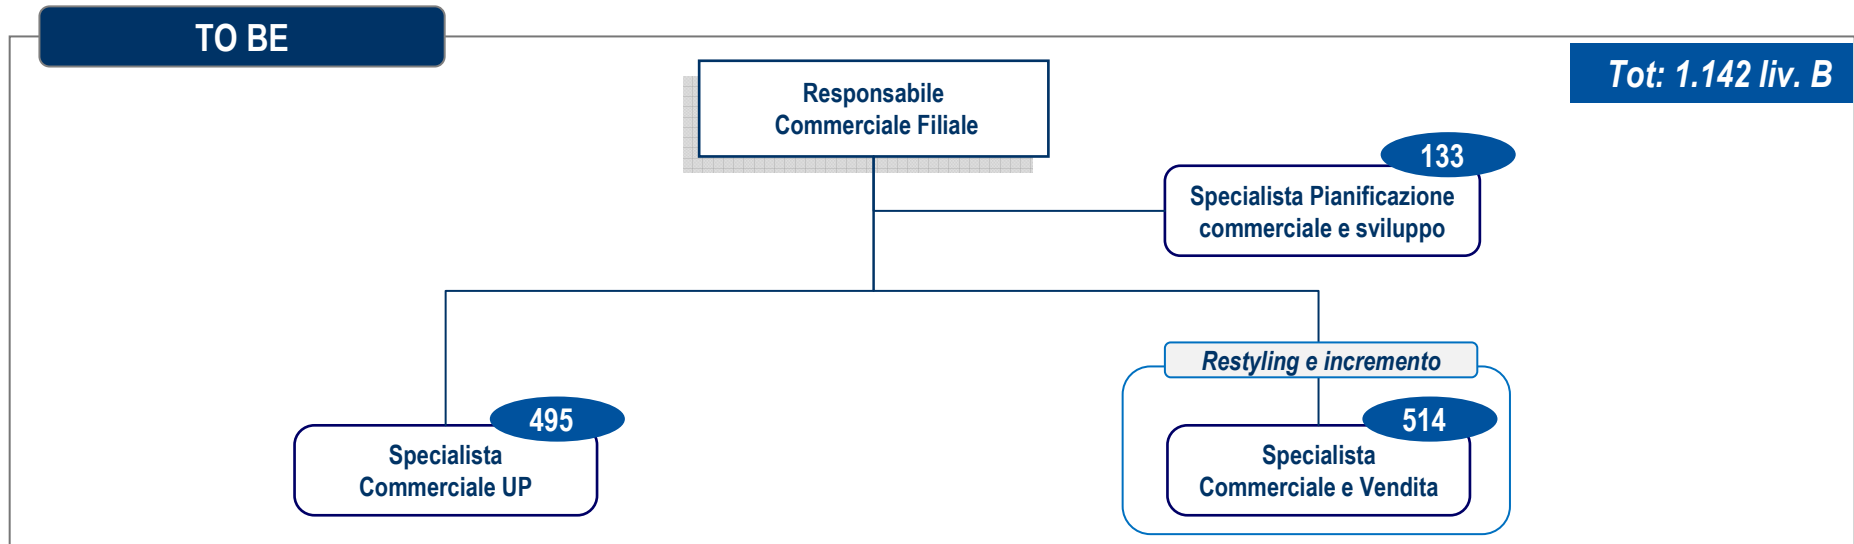 TO BE
Tot: 1.142 liv. B
Responsabile
Commerciale Filiale
133
Specialista Pianificazione
commerciale e sviluppo
Restyling e incremento
495
Specialista
Commerciale UP
514
Specialista
Commerciale e Vendita